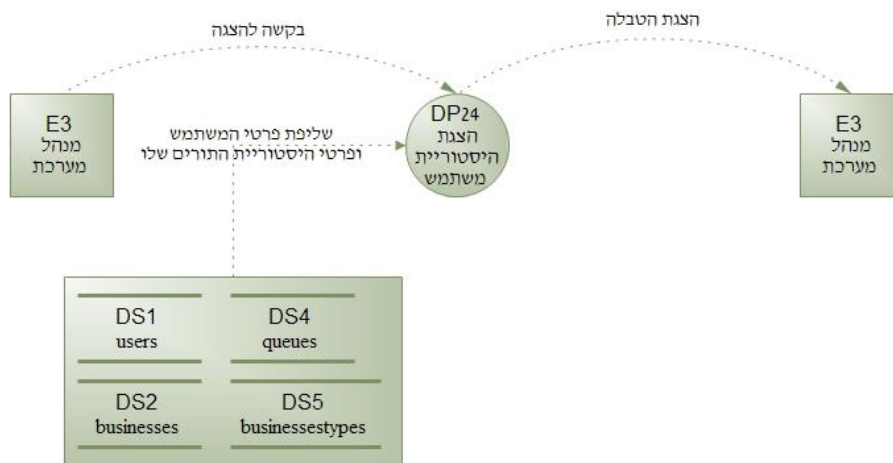 בקשה להצגה
הצגת הטבלה
E3
מנהל
מערכת
שליפת פרטי המשתמש
ופרטי היסטוריית התורים שלו
DP24
הצגת
היסטוריית
משתמש
E3
מנהל
מערכת
DS1
users
DS4
queues
DS2
businesses
DS5
businessestypes